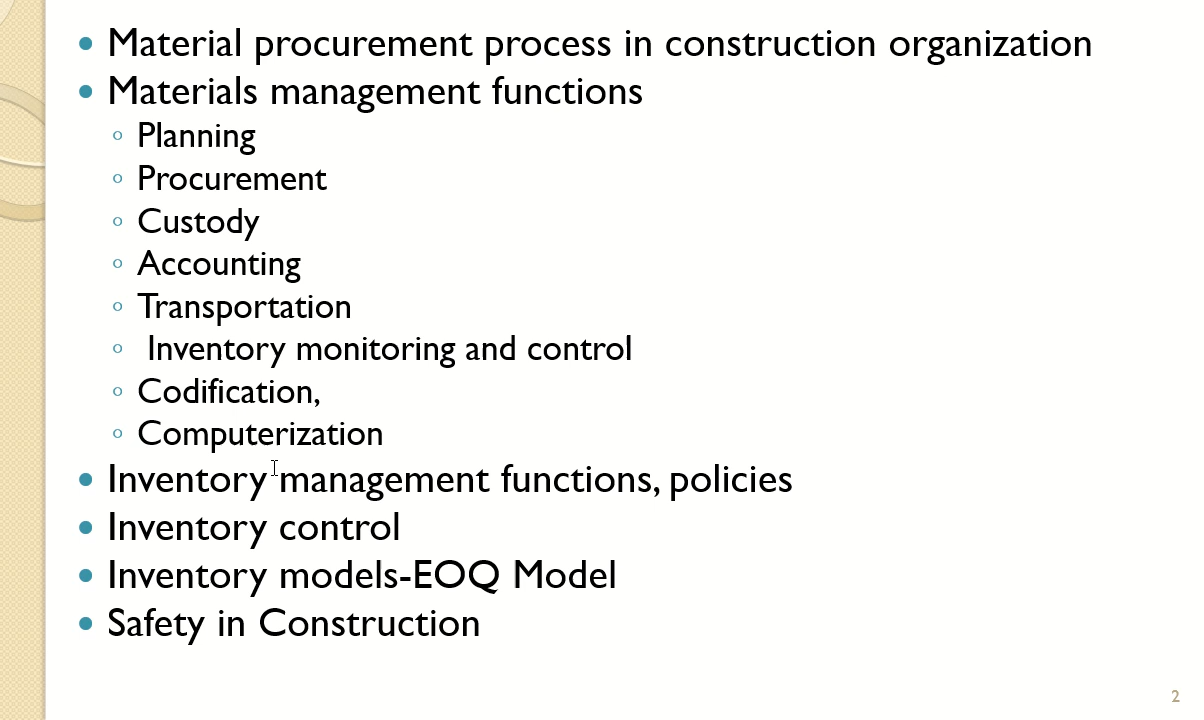 Material procurement process in construction organization
Materials management functions
Planning
Procurement
Custody
Accounting
Transportation
Inventory monitoring and control
Codification,
Computerization
Inventory management functions, policies
Inventory control
Inventory models-EOQ Model
Safety in Construction
2